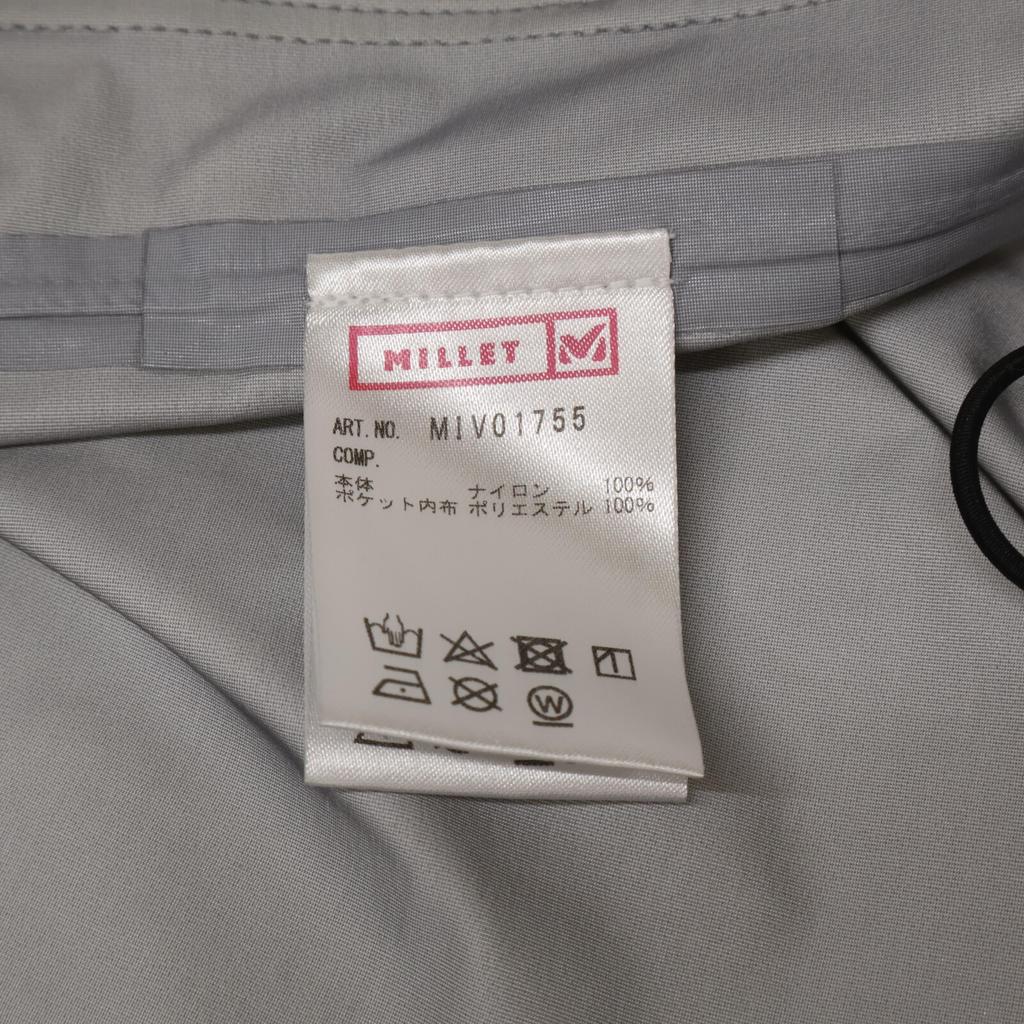 MILLET
ART.NO. MIV01755
COMP.
本体 ナイロン 100%
ポケット内布 ポリエステル 100%
W